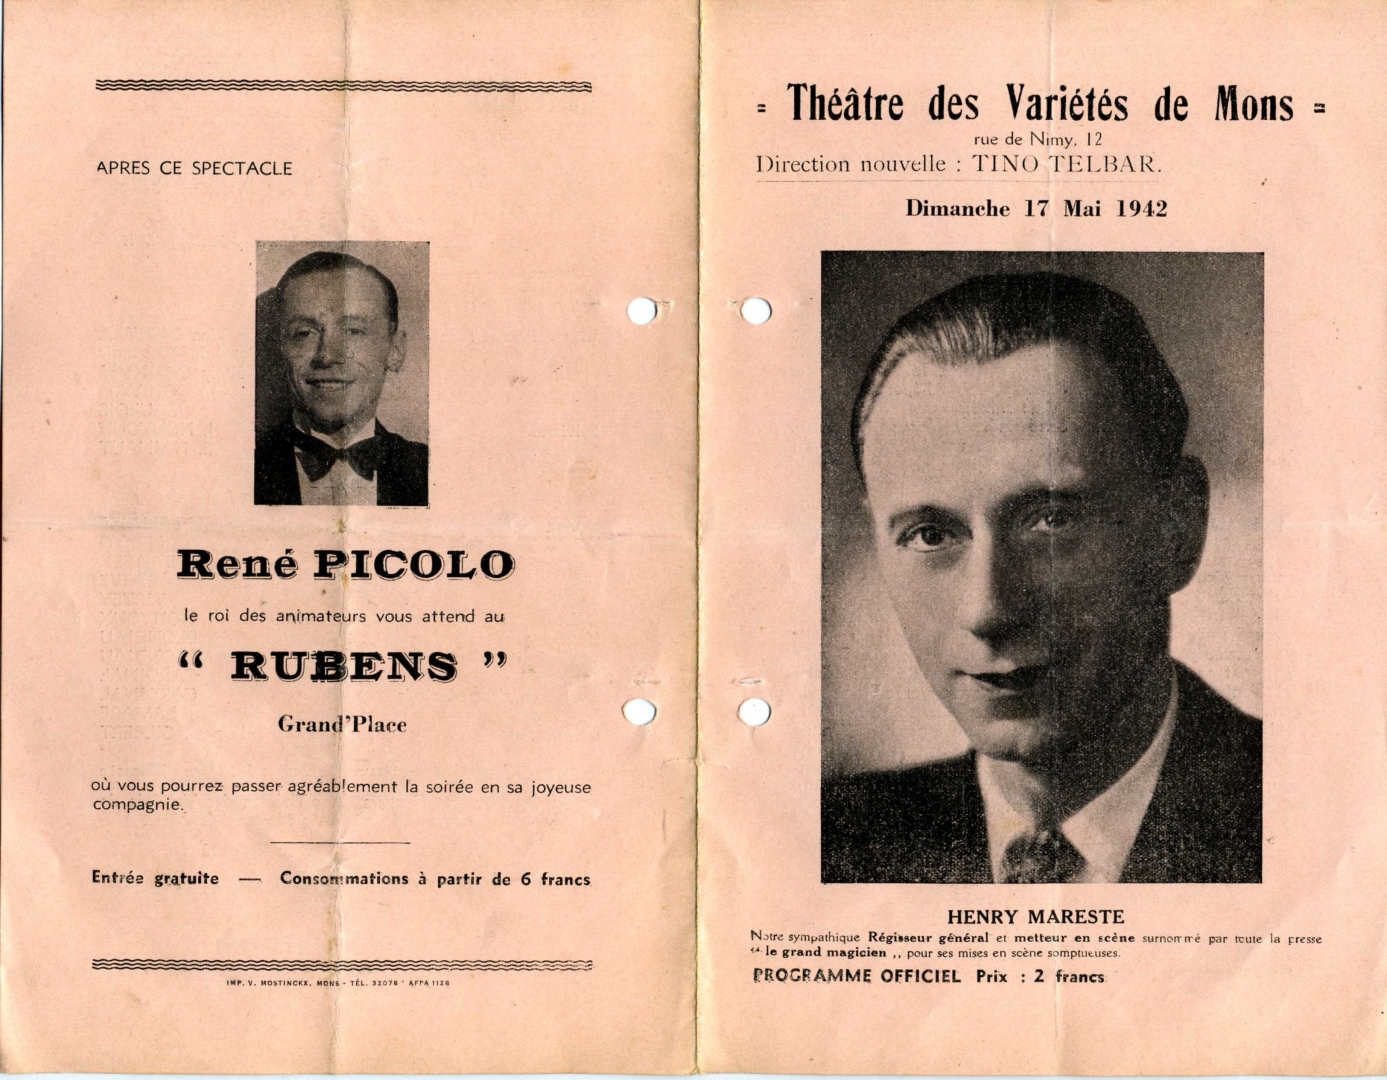 APRES CE SPECTACLE
René PICOLO
le roi des animateurs vous attend au
“ RUBENS ”
Grand'Place
où vous pourrez passer agréablement la soirée en sa joyeuse
compagnie.
Entrée gratuite — Consommations à partir de 6 francs
IMP. V. MOSTINCKX, MONS - TÉL. 32076 - AFPA 1126
= Théâtre des Variétés de Mons =
rue de Nimy, 12
Direction nouvelle : TINO TELBAR.
Dimanche 17 Mai 1942
HENRY MARESTE
Notre sympathique Régisseur général et metteur en scène surnommé par toute la presse
“ le grand magicien ,, pour ses mises en scène somptueuses.
PROGRAMME OFFICIEL Prix : 2 francs